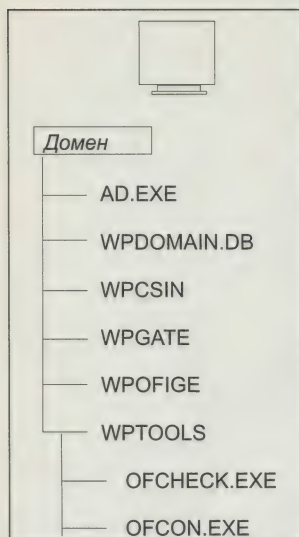 Домен
AD.EXE
WPDOMAIN.DB
WPCSIN
WPGATE
WPOFIGE
WPTOOLS
OFCHECK.EXE
OFCON.EXE